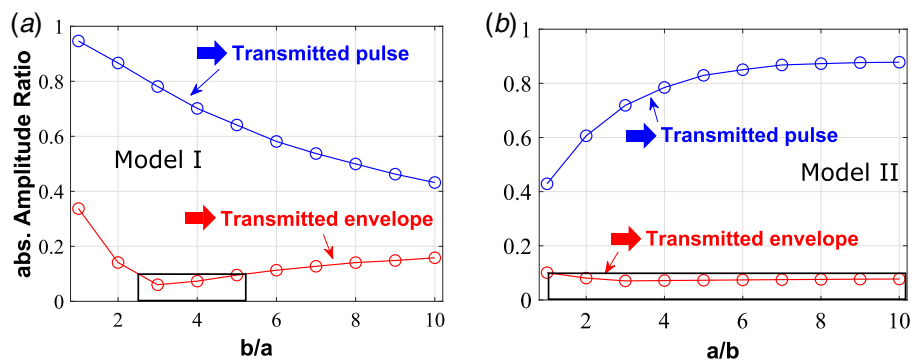 (a)
abs. Amplitude Ratio
1
0.8
0.6
0.4
0.2
0
Transmitted pulse
Model I
Transmitted envelope
2 4 6 8 10
b/a
(b)
1
0.8
0.6
0.4
0.2
0
Transmitted pulse
Model II
Transmitted envelope
2 4 6 8 10
a/b